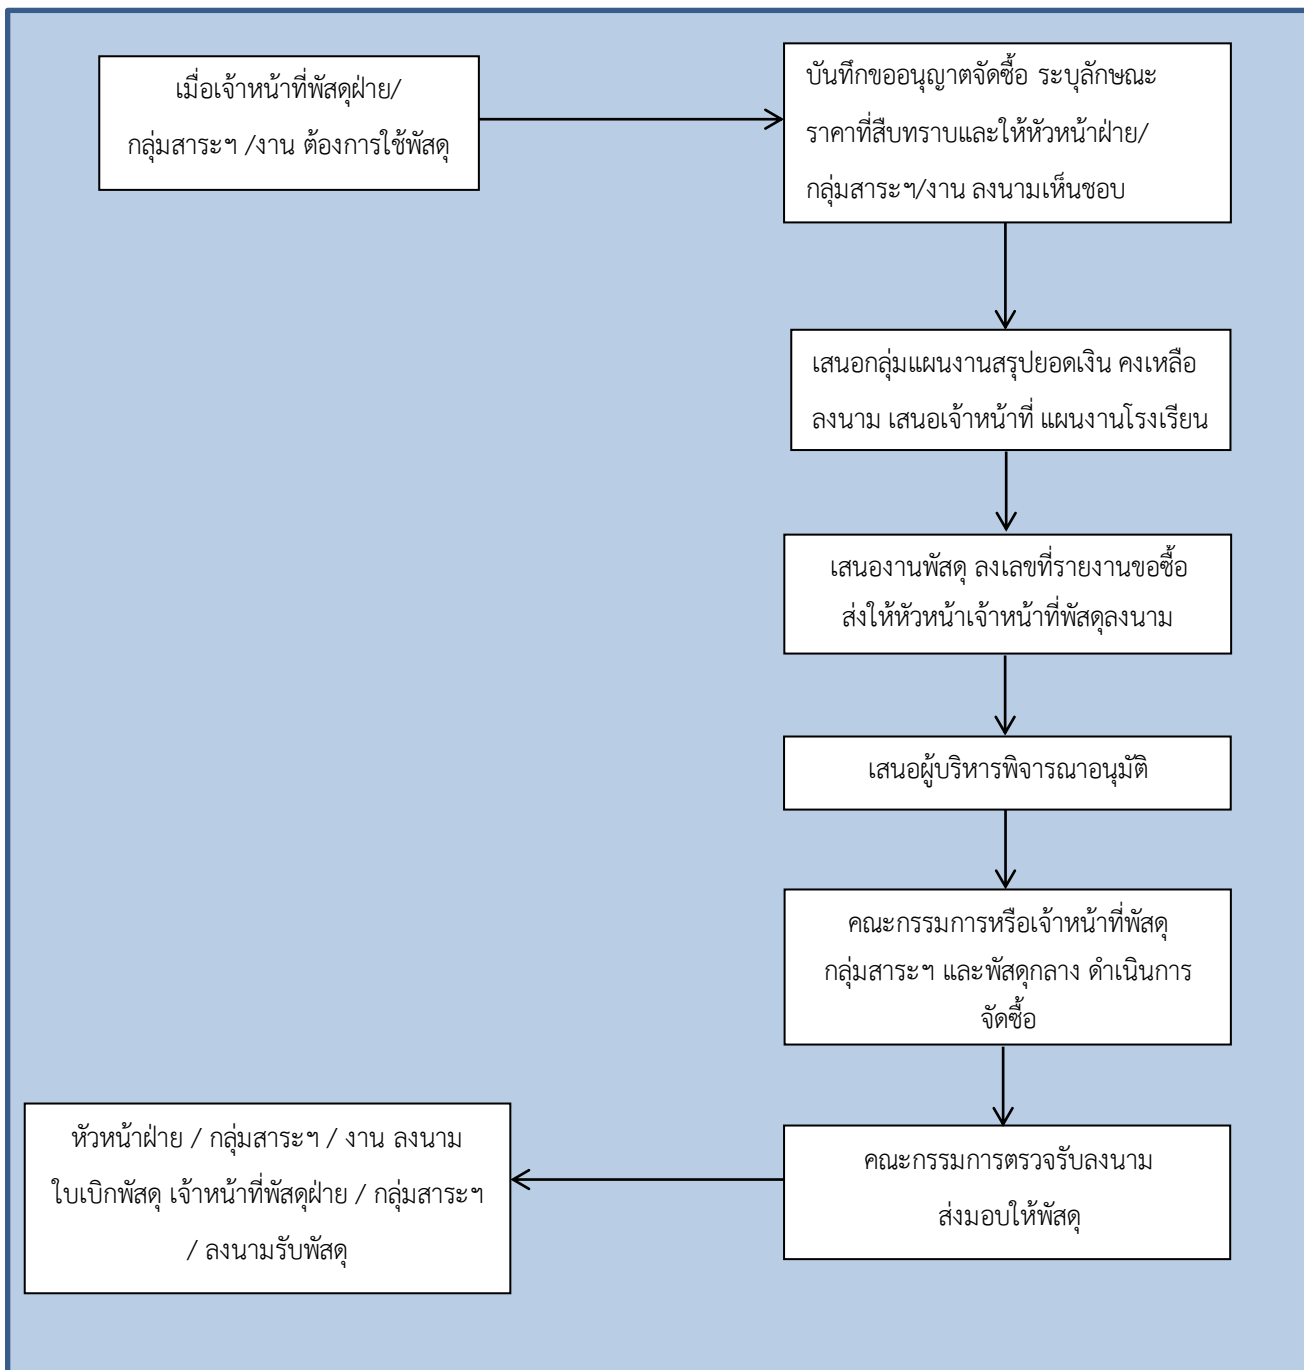 เมื่อเจ้าหน้าที่พัสดุฝ่าย/
กลุ่มสาระฯ /งาน ต้องการใช้พัสดุ
บันทึกขออนุญาตจัดซื้อ ระบุลักษณะ
ราคาที่สืบทราบและให้หัวหน้าฝ่าย/
กลุ่มสาระฯ/งาน ลงนามเห็นชอบ
เสนอกลุ่มแผนงานสรุปยอดเงิน คงเหลือ
ลงนาม เสนอเจ้าหน้าที่ แผนงานโรงเรียน
เสนองานพัสดุ ลงเลขที่รายงานขอซื้อ
ส่งให้หัวหน้าเจ้าหน้าที่พัสดุลงนาม
เสนอผู้บริหารพิจารณาอนุมัติ
คณะกรรมการหรือเจ้าหน้าที่พัสดุ
กลุ่มสาระฯ และพัสดุกลาง ดำเนินการ
จัดซื้อ
คณะกรรมการตรวจรับลงนาม
ส่งมอบให้พัสดุ
หัวหน้าฝ่าย / กลุ่มสาระฯ / งาน ลงนาม
ใบเบิกพัสดุ เจ้าหน้าที่พัสดุฝ่าย / กลุ่มสาระฯ
/ ลงนามรับพัสดุ